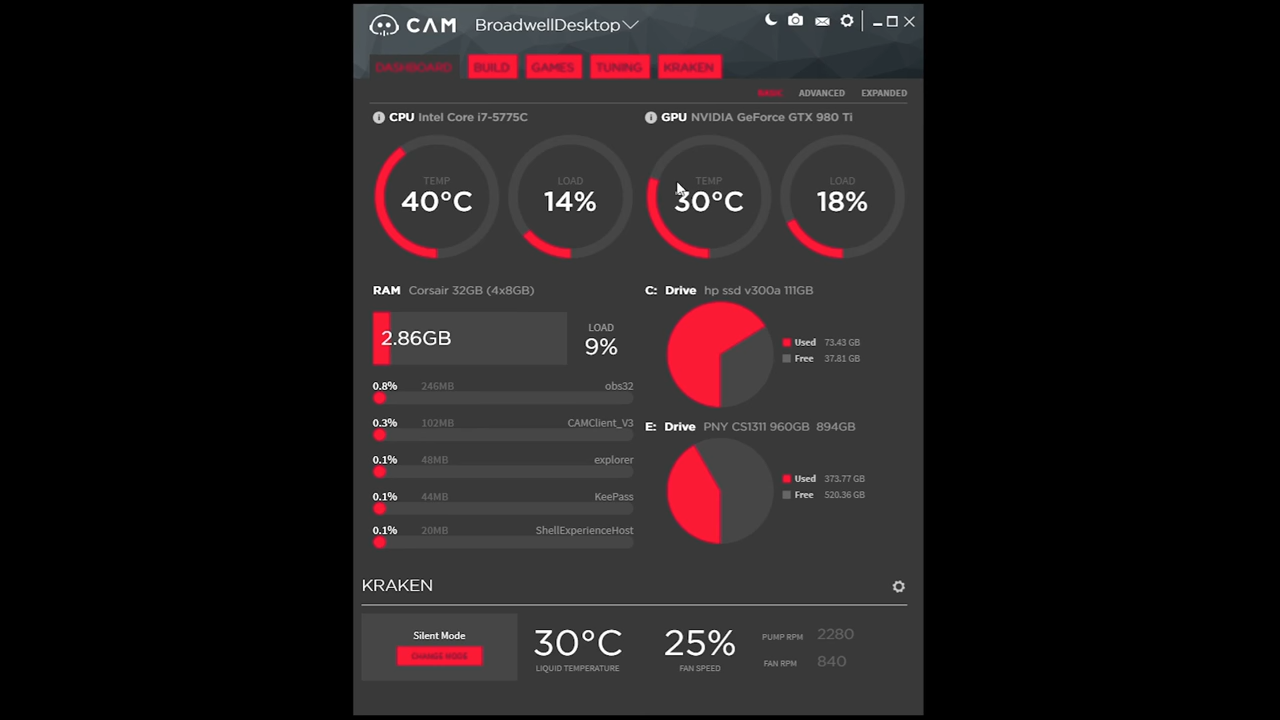 CAM BroadwellDesktop
DASHBOARD BUILD GAMES TUNING KRAKEN
BASIC ADVANCED EXPANDED
CPU Intel Core i7-5775C
TEMP
40°C
LOAD
14%
GPU NVIDIA GeForce GTX 980 Ti
TEMP
30°C
LOAD
18%
RAM Corsair 32GB (4x8GB)
2.86GB
LOAD
9%
0.8% 246MB obs32
0.3% 102MB CAMClient_V3
0.1% 48MB explorer
0.1% 44MB KeePass
0.1% 20MB ShellExperienceHost
C: Drive hp ssd v300a 111GB
Used 73.43 GB
Free 37.81 GB
E: Drive PNY CS1311 960GB 894GB
Used 373.77 GB
Free 520.36 GB
KRAKEN
Silent Mode
CHANGE MODE
30°C
LIQUID TEMPERATURE
25%
FAN SPEED
PUMP RPM 2280
FAN RPM 840